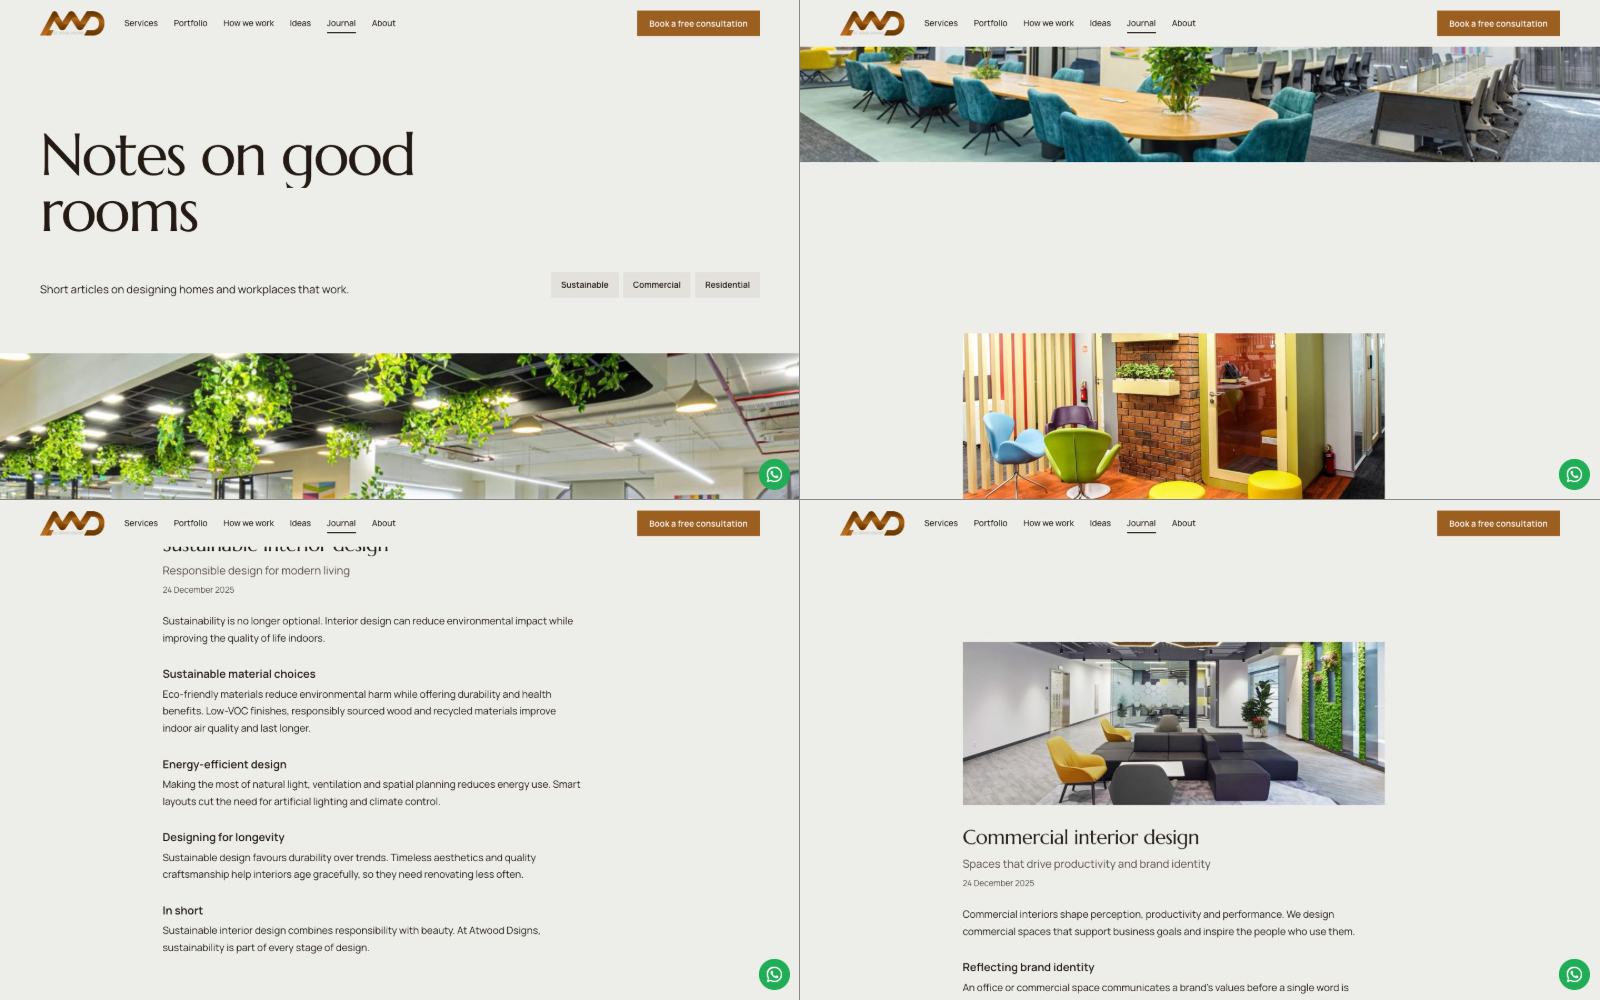 Services Portfolio How we work Ideas Journal About Book a free consultation
Notes on good
rooms
Short articles on designing homes and workplaces that work.
Sustainable Commercial Residential
Services Portfolio How we work Ideas Journal About Book a free consultation
Services Portfolio How we work Ideas Journal About Book a free consultation
Sustainable interior design
Responsible design for modern living
24 December 2025
Sustainability is no longer optional. Interior design can reduce environmental impact while
improving the quality of life indoors.
Sustainable material choices
Eco-friendly materials reduce environmental harm while offering durability and health
benefits. Low-VOC finishes, responsibly sourced wood and recycled materials improve
indoor air quality and last longer.
Energy-efficient design
Making the most of natural light, ventilation and spatial planning reduces energy use. Smart
layouts cut the need for artificial lighting and climate control.
Designing for longevity
Sustainable design favours durability over trends. Timeless aesthetics and quality
craftsmanship help interiors age gracefully, so they need renovating less often.
In short
Sustainable interior design combines responsibility with beauty. At Atwood Dsigns,
sustainability is part of every stage of design.
Services Portfolio How we work Ideas Journal About Book a free consultation
Commercial interior design
Spaces that drive productivity and brand identity
24 December 2025
Commercial interiors shape perception, productivity and performance. We design
commercial spaces that support business goals and inspire the people who use them.
Reflecting brand identity
An office or commercial space communicates a brand's values before a single word is